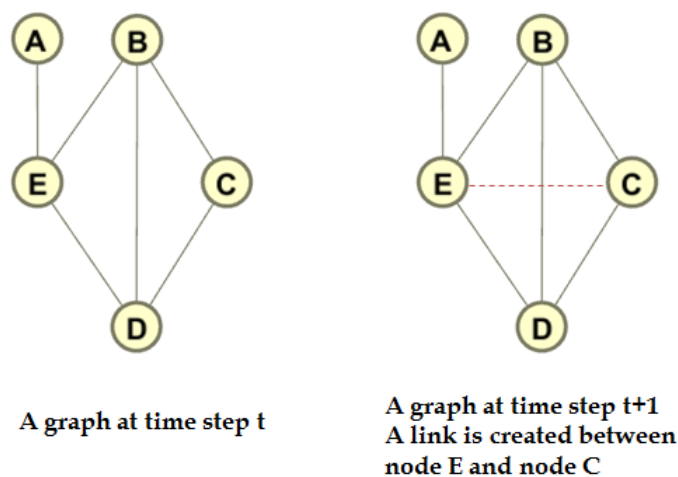 A
B
E
C
D
A graph at time step t
A
B
E
C
D
A graph at time step t+1
A link is created between
node E and node C